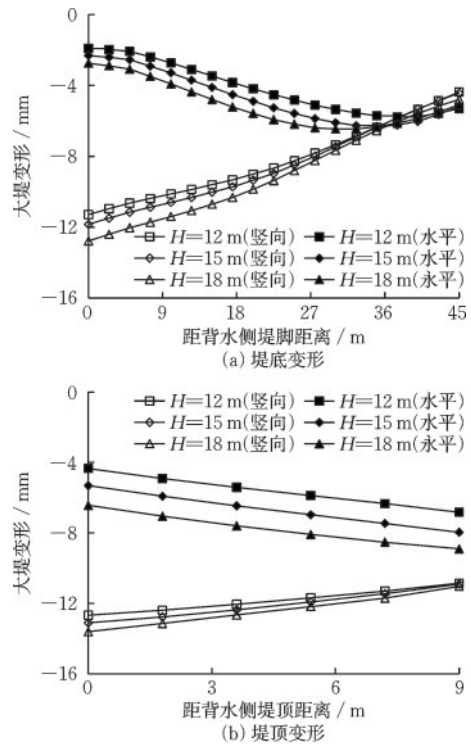 0
-4
-8
-12
-16
大堤变形 / mm
H=12 m(竖向) H=12 m(水平)
H=15 m(竖向) H=15 m(水平)
H=18 m(竖向) H=18 m(永平)
0 9 18 27 36 45
距背水侧堤脚距离 / m
(a) 堤底变形
0
-4
-8
-12
-16
大堤变形 / mm
H=12 m(竖向) H=12 m(水平)
H=15 m(竖向) H=15 m(水平)
H=18 m(竖向) H=18 m(永平)
0 3 6 9
距背水侧堤顶距离 / m
(b) 堤顶变形